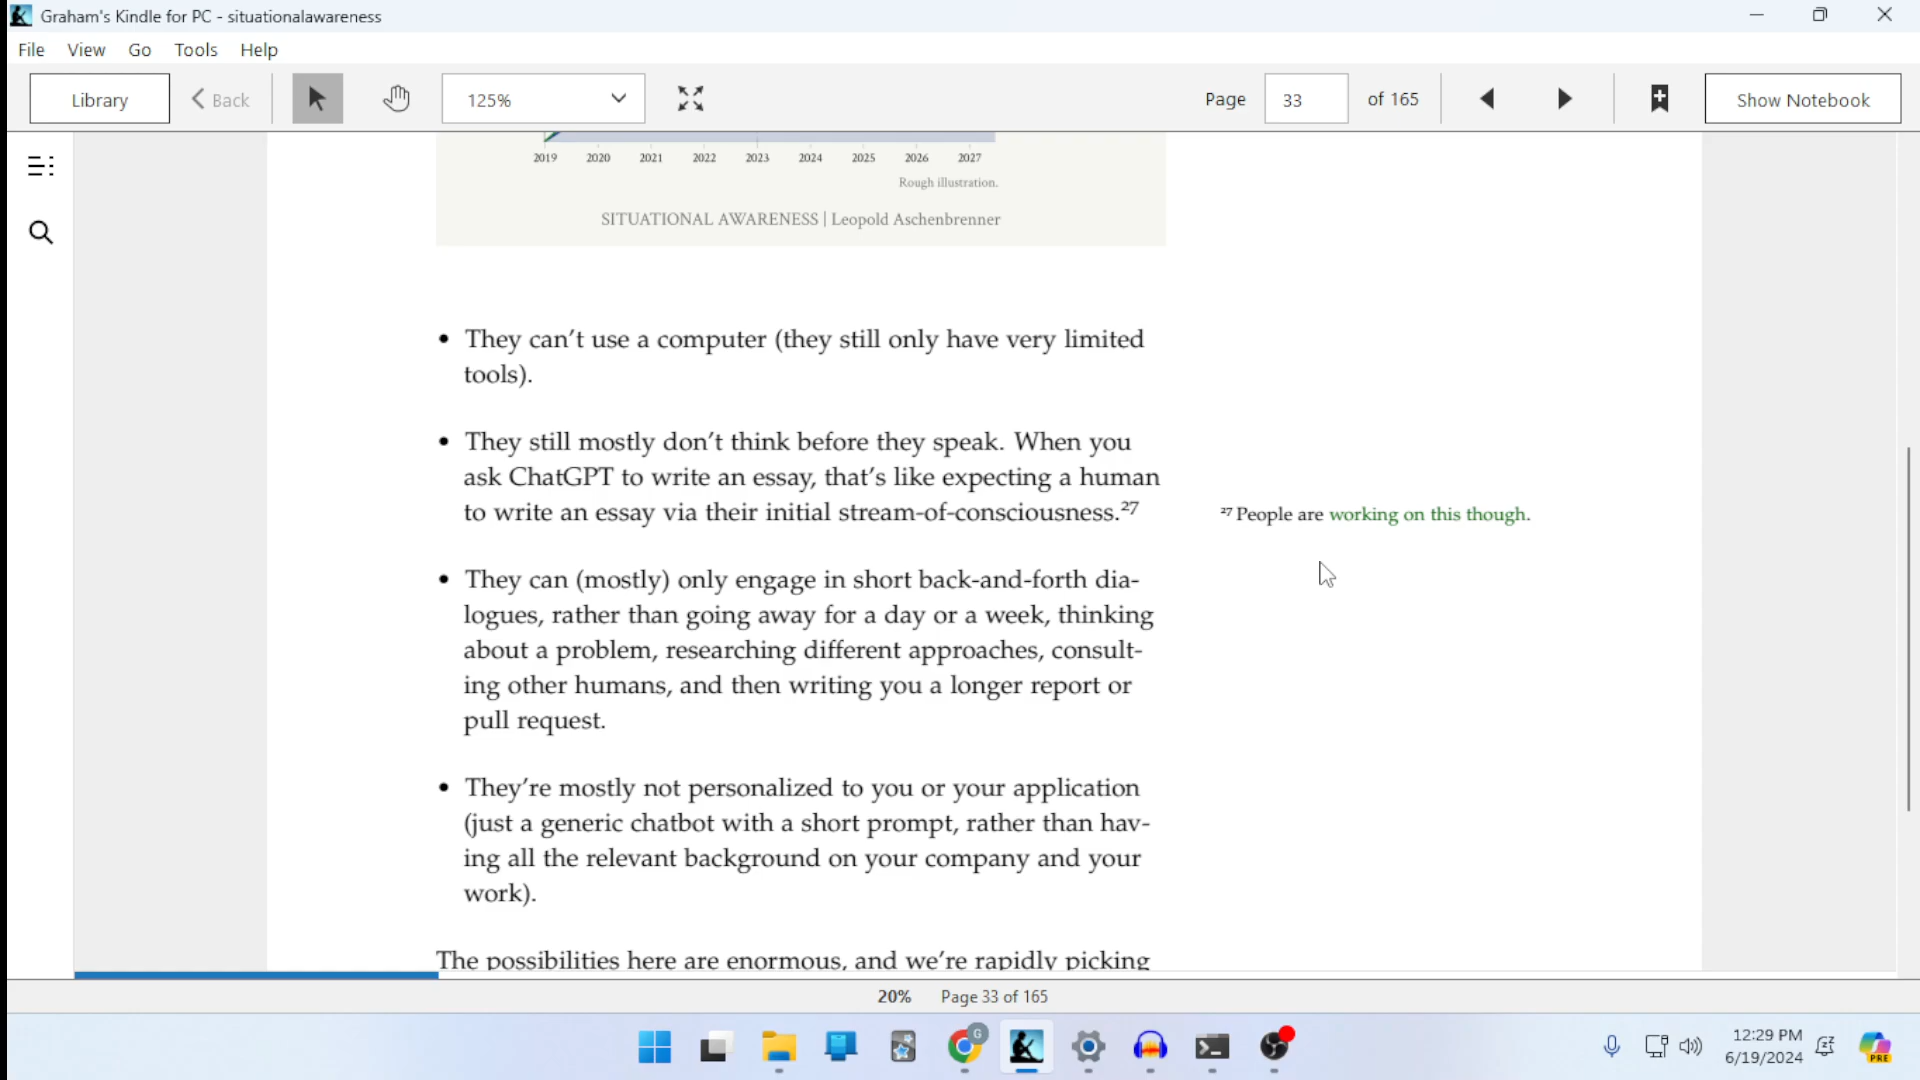 Graham's Kindle for PC - situationalawareness
File View Go Tools Help
Library Back 125% Page 33 of 165 Show Notebook
2019 2020 2021 2022 2023 2024 2025 2026 2027
Rough illustration.
SITUATIONAL AWARENESS | Leopold Aschenbrenner
• They can't use a computer (they still only have very limited
tools).
• They still mostly don't think before they speak. When you
ask ChatGPT to write an essay, that's like expecting a human
to write an essay via their initial stream-of-consciousness.²⁷
²⁷ People are working on this though.
• They can (mostly) only engage in short back-and-forth dia-
logues, rather than going away for a day or a week, thinking
about a problem, researching different approaches, consult-
ing other humans, and then writing you a longer report or
pull request.
• They're mostly not personalized to you or your application
(just a generic chatbot with a short prompt, rather than hav-
ing all the relevant background on your company and your
work).
The possibilities here are enormous, and we're rapidly picking
20% Page 33 of 165
G
12:29 PM
6/19/2024
PRE